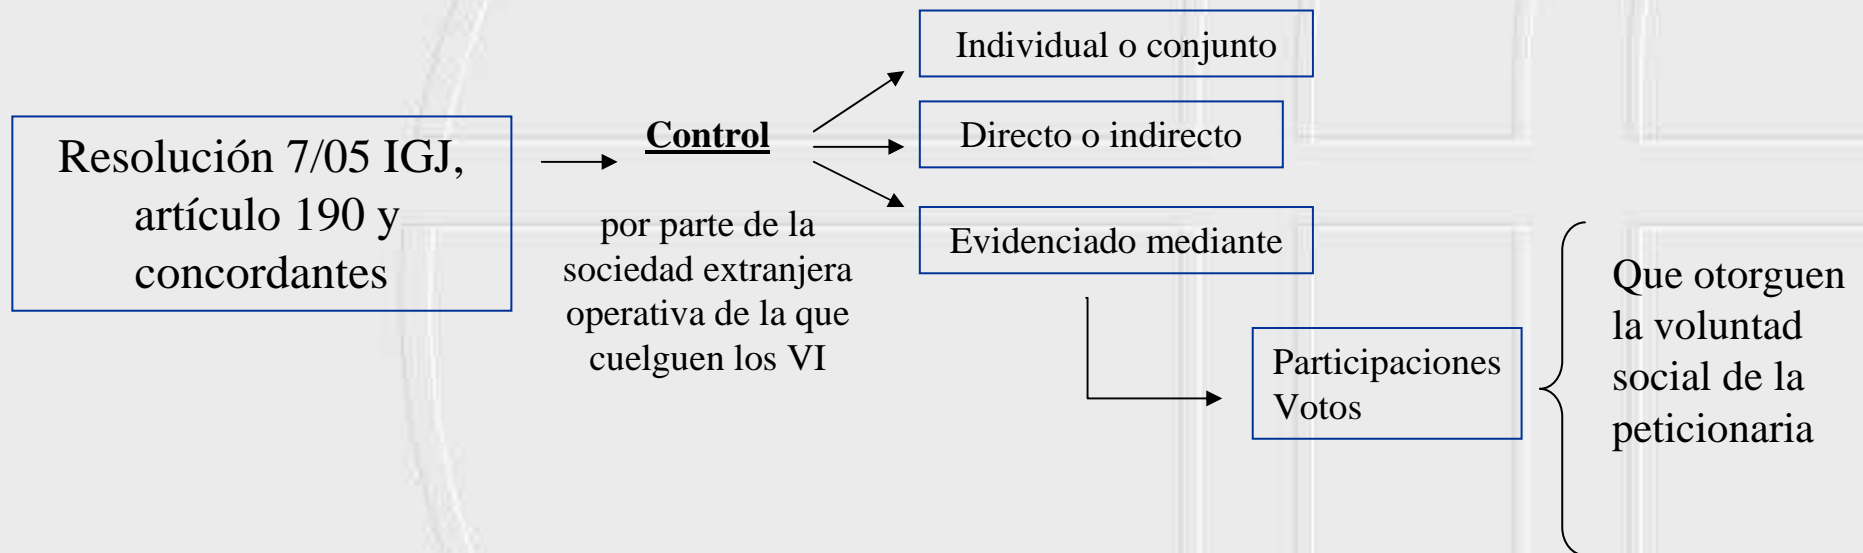 Resolución 7/05 IGJ,
artículo 190 y
concordantes
Control
por parte de la
sociedad extranjera
operativa de la que
cuelguen los VI
Individual o conjunto
Directo o indirecto
Evidenciado mediante
Participaciones
Votos
Que otorguen
la voluntad
social de la
peticionaria